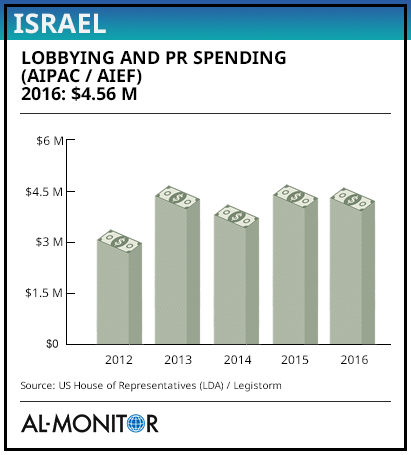 ISRAEL
LOBBYING AND PR SPENDING
(AIPAC / AIEF)
2016: $4.56 M
$6 M
$4.5 M
$3 M
$1.5 M
$0
2012 2013 2014 2015 2016
Source: US House of Representatives (LDA) / Legistorm
AL-MONITOR